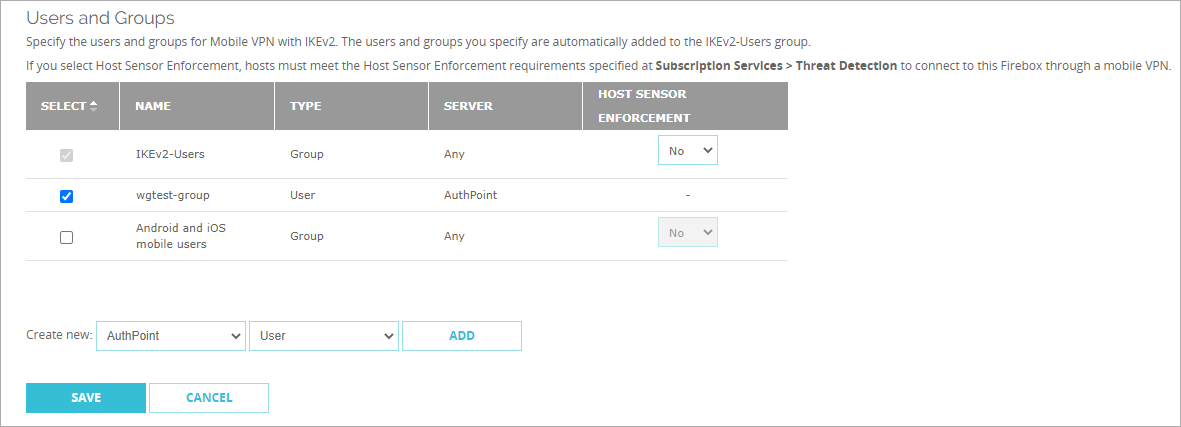 Users and Groups
Specify the users and groups for Mobile VPN with IKEv2. The users and groups you specify are automatically added to the IKEv2-Users group.
If you select Host Sensor Enforcement, hosts must meet the Host Sensor Enforcement requirements specified at Subscription Services > Threat Detection to connect to this Firebox through a mobile VPN.
SELECT NAME TYPE SERVER HOST SENSOR
ENFORCEMENT
IKEv2-Users Group Any No
wgtest-group User AuthPoint -
Android and iOS
mobile users Group Any No
Create new: AuthPoint User ADD
SAVE CANCEL